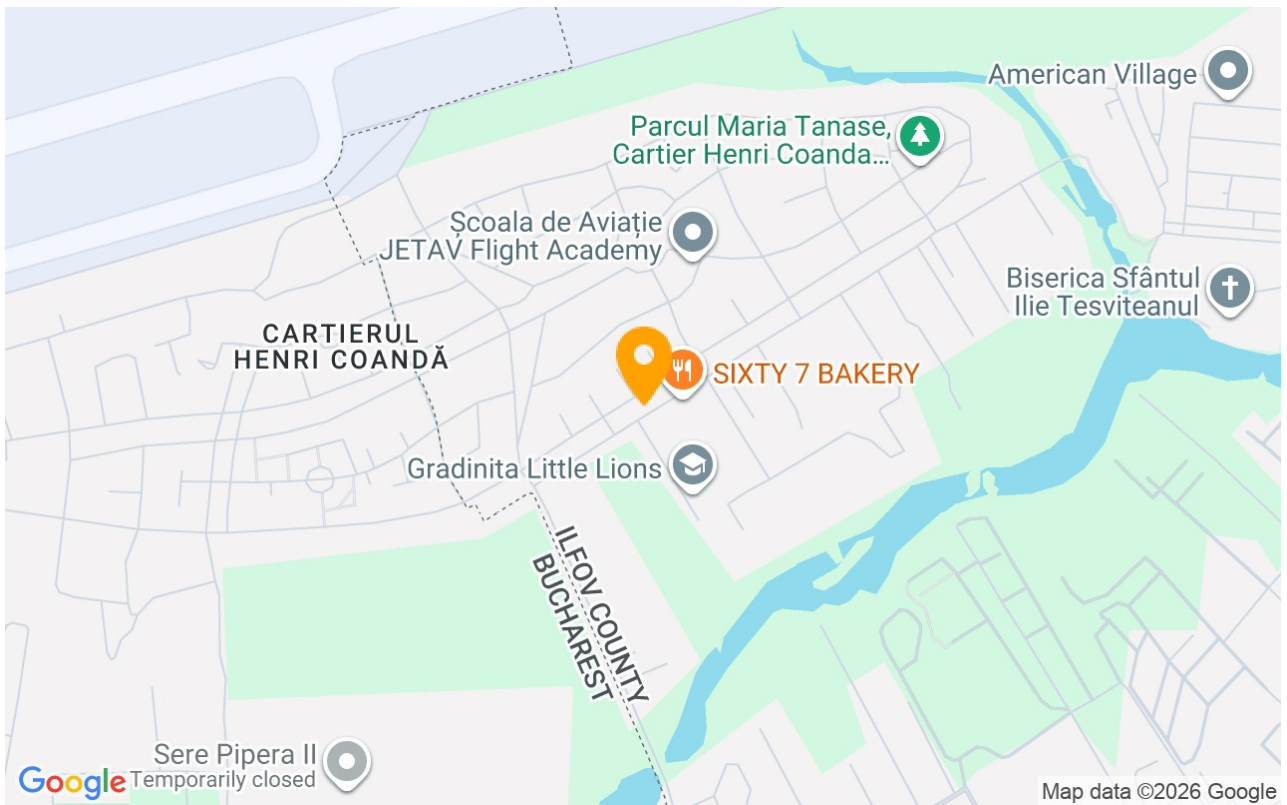 American Village
Parcul Maria Tanase,
Cartier Henri Coanda...
Școala de Aviație
JETAV Flight Academy
Biserica Sfântul
Ilie Tesviteanul
CARTIERUL
HENRI COANDĂ
SIXTY 7 BAKERY
Gradinita Little Lions
ILFOV COUNTY
BUCHAREST
Sere Pipera II
Temporarily closed
Google
Map data ©2026 Google